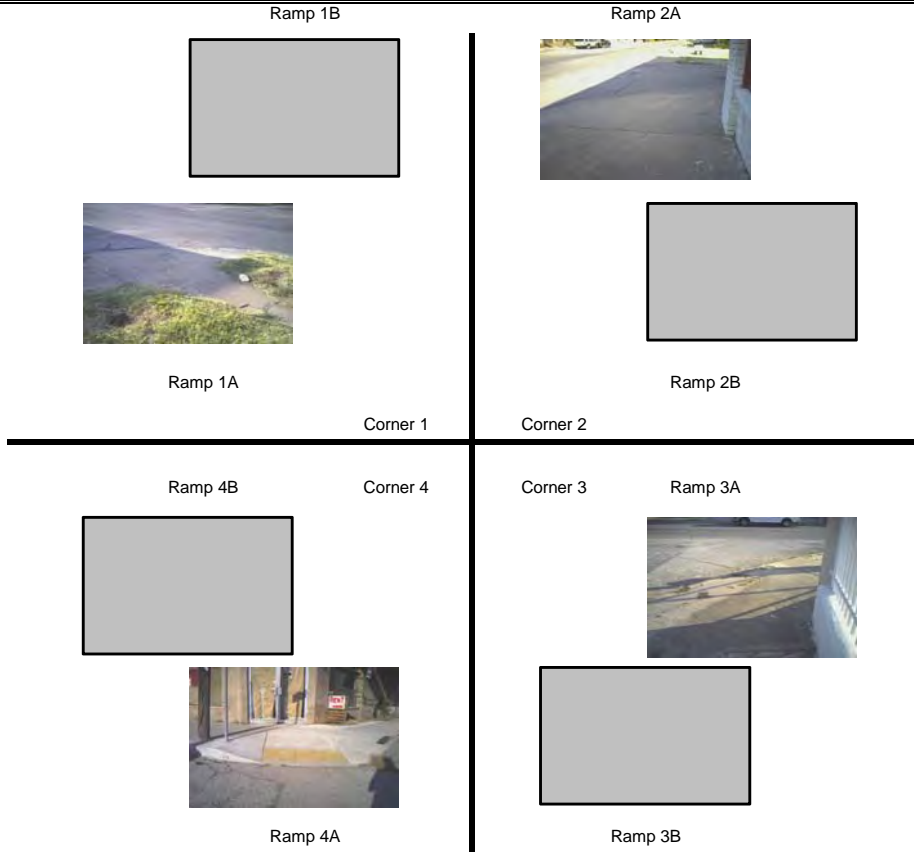 Ramp 1B
Ramp 2A
Ramp 1A
Ramp 2B
Corner 1
Corner 2
Ramp 4B
Corner 4
Corner 3
Ramp 3A
Ramp 4A
Ramp 3B